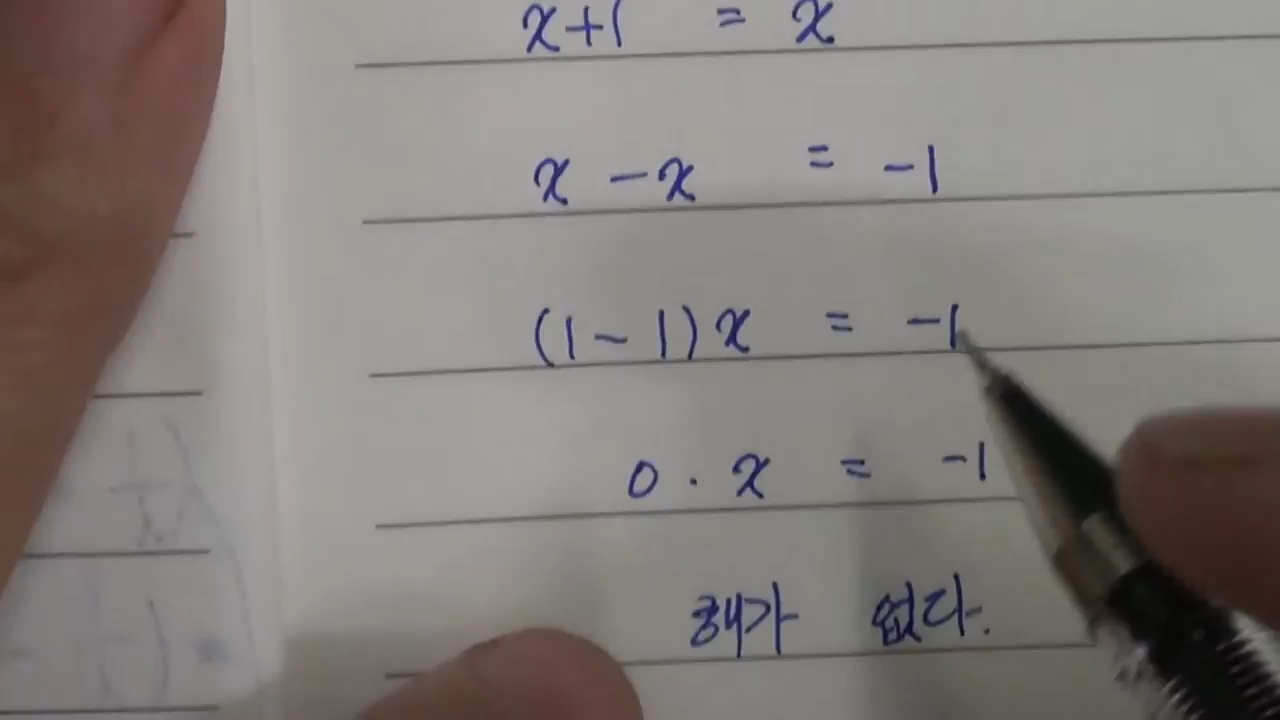 x+1 = x
x - x = -1
(1-1)x = -1
0 · x = -1
해가 없다.